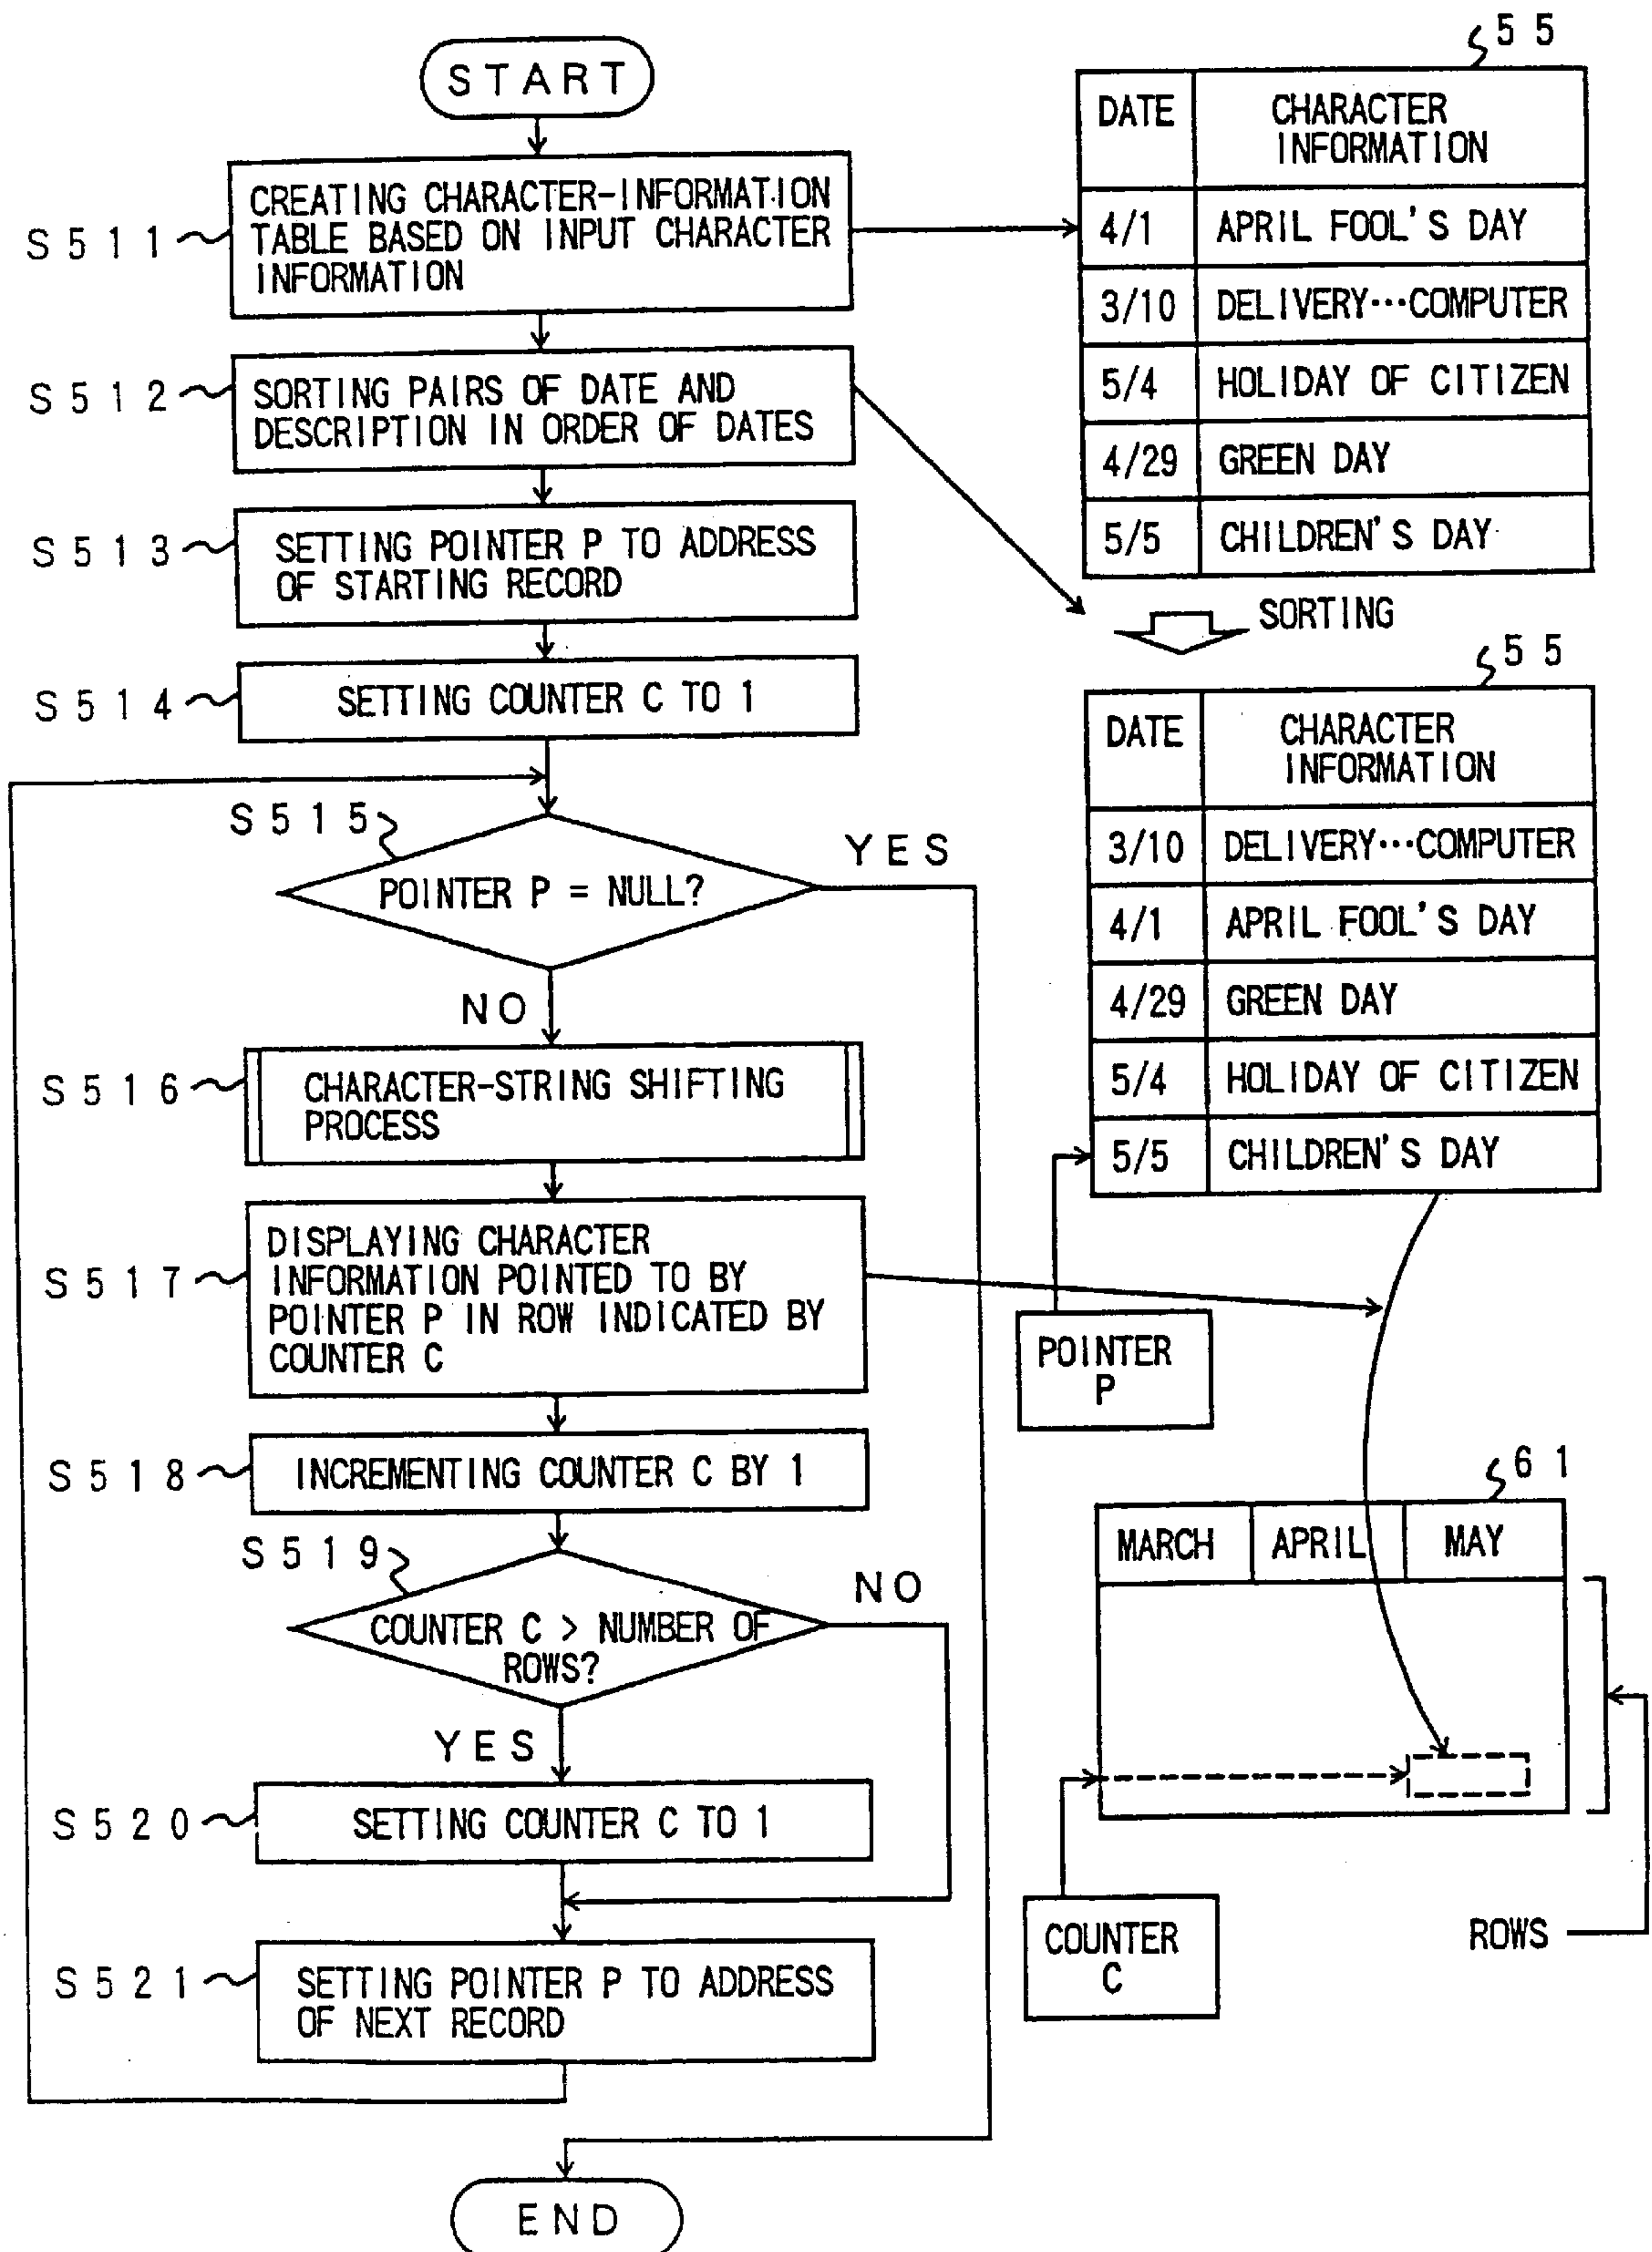 START
S511
CREATING CHARACTER-INFORMATION
TABLE BASED ON INPUT CHARACTER
INFORMATION
S512
SORTING PAIRS OF DATE AND
DESCRIPTION IN ORDER OF DATES
S513
SETTING POINTER P TO ADDRESS
OF STARTING RECORD
S514
SETTING COUNTER C TO 1
S515
POINTER P = NULL?
YES
NO
S516
CHARACTER-STRING SHIFTING
PROCESS
S517
DISPLAYING CHARACTER
INFORMATION POINTED TO BY
POINTER P IN ROW INDICATED BY
COUNTER C
S518
INCREMENTING COUNTER C BY 1
S519
COUNTER C > NUMBER OF
ROWS?
NO
YES
S520
SETTING COUNTER C TO 1
S521
SETTING POINTER P TO ADDRESS
OF NEXT RECORD
END
55
DATE CHARACTER
INFORMATION
4/1 APRIL FOOL'S DAY
3/10 DELIVERY···COMPUTER
5/4 HOLIDAY OF CITIZEN
4/29 GREEN DAY
5/5 CHILDREN'S DAY
SORTING
55
DATE CHARACTER
INFORMATION
3/10 DELIVERY···COMPUTER
4/1 APRIL FOOL'S DAY
4/29 GREEN DAY
5/4 HOLIDAY OF CITIZEN
5/5 CHILDREN'S DAY
POINTER
P
61
MARCH APRIL MAY
COUNTER
C
ROWS